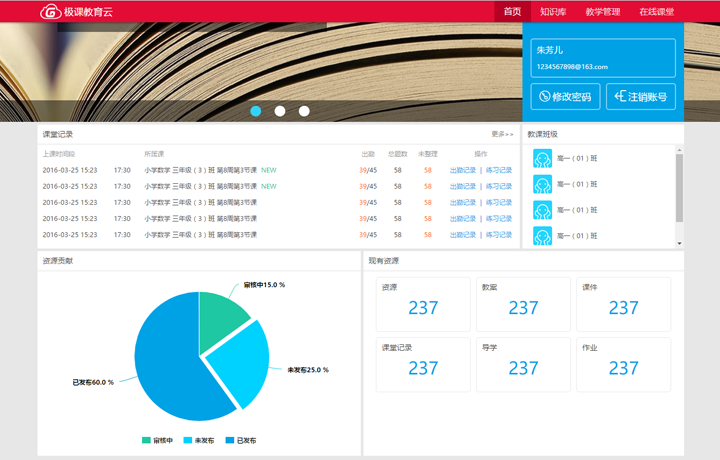 极课教育云 首页 知识库 教学管理 在线课堂
朱芳儿
1234567898@163.com
修改密码 注销账号
课堂记录 更多>>
上课时间段 所属课 出勤 总题数 未整理 操作
2016-03-25 15:23 17:30 小学数学 三年级（3）班 第8周第3节课 NEW 39/45 58 58 出勤记录 | 练习记录
2016-03-25 15:23 17:30 小学数学 三年级（3）班 第8周第3节课 NEW 39/45 58 58 出勤记录 | 练习记录
2016-03-25 15:23 17:30 小学数学 三年级（3）班 第8周第3节课 39/45 58 58 出勤记录 | 练习记录
2016-03-25 15:23 17:30 小学数学 三年级（3）班 第8周第3节课 39/45 58 58 出勤记录 | 练习记录
2016-03-25 15:23 17:30 小学数学 三年级（3）班 第8周第3节课 39/45 58 58 出勤记录 | 练习记录
教课班级
高一（01）班
高一（01）班
高一（01）班
高一（01）班
资源贡献
审核中15.0 %
未发布25.0 %
已发布60.0 %
审核中 未发布 已发布
现有资源
资源 教案 课件
237 237 237
课堂记录 导学 作业
237 237 237